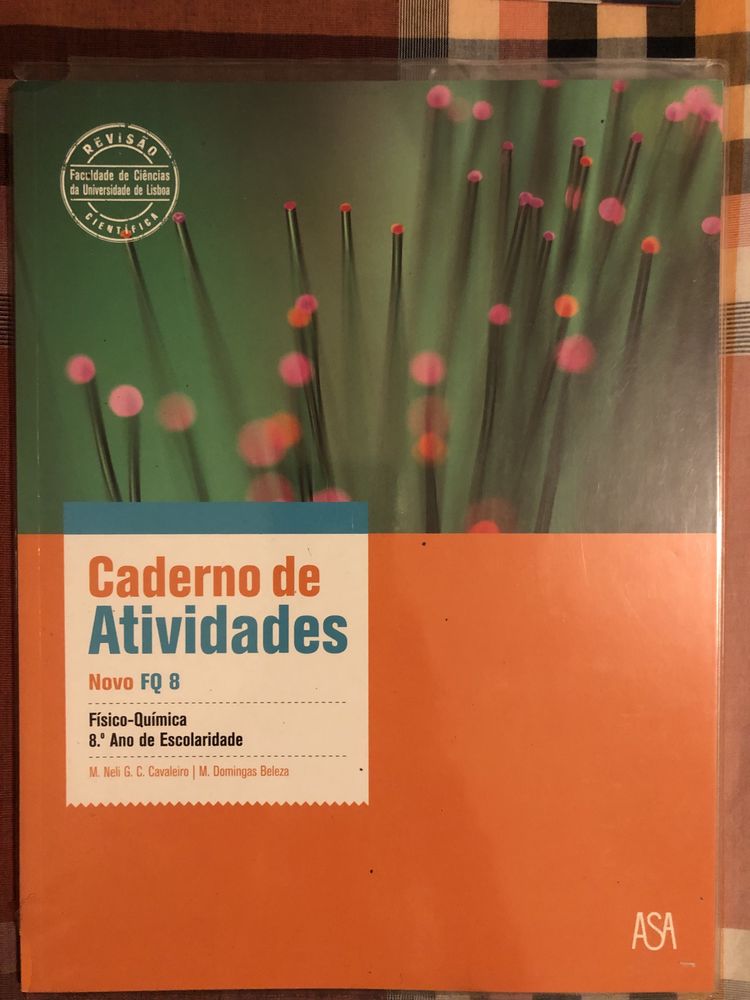 REVISÃO
Faculdade de Ciências
da Universidade de Lisboa
CIENTÍFICA
Caderno de
Atividades
Novo FQ 8
Físico-Química
8.º Ano de Escolaridade
M. Neli G. C. Cavaleiro | M. Domingas Beleza
ASA